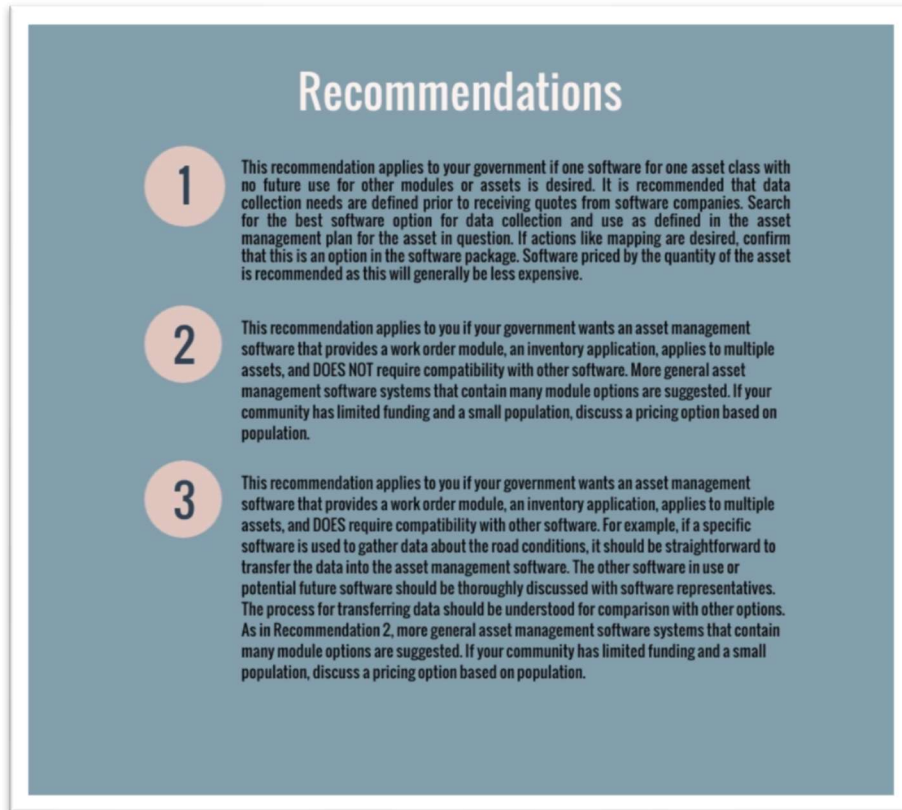 Recommendations
1
This recommendation applies to your government if one software for one asset class with
no future use for other modules or assets is desired. It is recommended that data
collection needs are defined prior to receiving quotes from software companies. Search
for the best software option for data collection and use as defined in the asset
management plan for the asset in question. If actions like mapping are desired, confirm
that this is an option in the software package. Software priced by the quantity of the asset
is recommended as this will generally be less expensive.
2
This recommendation applies to you if your government wants an asset management
software that provides a work order module, an inventory application, applies to multiple
assets, and DOES NOT require compatibility with other software. More general asset
management software systems that contain many module options are suggested. If your
community has limited funding and a small population, discuss a pricing option based on
population.
3
This recommendation applies to you if your government wants an asset management
software that provides a work order module, an inventory application, applies to multiple
assets, and DOES require compatibility with other software. For example, if a specific
software is used to gather data about the road conditions, it should be straightforward to
transfer the data into the asset management software. The other software in use or
potential future software should be thoroughly discussed with software representatives.
The process for transferring data should be understood for comparison with other options.
As in Recommendation 2, more general asset management software systems that contain
many module options are suggested. If your community has limited funding and a small
population, discuss a pricing option based on population.